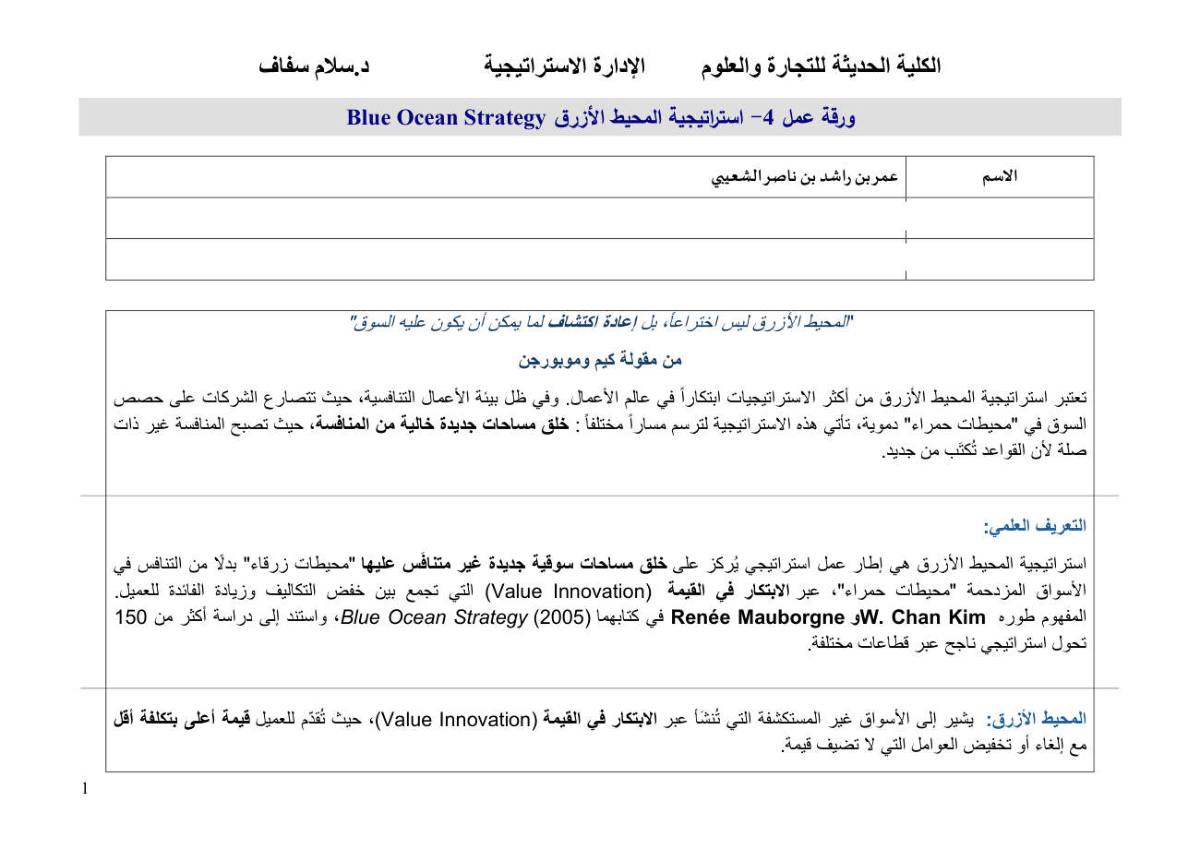 الكلية الحديثة للتجارة والعلوم الإدارة الاستراتيجية د.سلام سفاف
ورقة عمل 4- استراتيجية المحيط الأزرق Blue Ocean Strategy
الاسم عمر بن راشد بن ناصر الشعيبي
"المحيط الأزرق ليس اختراعاً، بل إعادة اكتشاف لما يمكن أن يكون عليه السوق"
من مقولة كيم وموبورجن
تعتبر استراتيجية المحيط الأزرق من أكثر الاستراتيجيات ابتكاراً في عالم الأعمال. وفي ظل بيئة الأعمال التنافسية، حيث تتصارع الشركات على حصص
السوق في "محيطات حمراء" دموية، تأتي هذه الاستراتيجية لترسم مساراً مختلفاً : خلق مساحات جديدة خالية من المنافسة، حيث تصبح المنافسة غير ذات
صلة لأن القواعد تُكتَب من جديد.
التعريف العلمي:
استراتيجية المحيط الأزرق هي إطار عمل استراتيجي يُركز على خلق مساحات سوقية جديدة غير متنافَس عليها "محيطات زرقاء" بدلًا من التنافس في
الأسواق المزدحمة "محيطات حمراء"، عبر الابتكار في القيمة (Value Innovation) التي تجمع بين خفض التكاليف وزيادة الفائدة للعميل.
المفهوم طوره W. Chan Kim و Renée Mauborgne في كتابهما Blue Ocean Strategy (2005)، واستند إلى دراسة أكثر من 150
تحول استراتيجي ناجح عبر قطاعات مختلفة.
المحيط الأزرق: يشير إلى الأسواق غير المستكشفة التي تُنشَأ عبر الابتكار في القيمة (Value Innovation)، حيث تُقدّم للعميل قيمة أعلى بتكلفة أقل
مع إلغاء أو تخفيض العوامل التي لا تضيف قيمة.
1